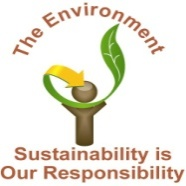 The Environment
Sustainability is
Our Responsibility